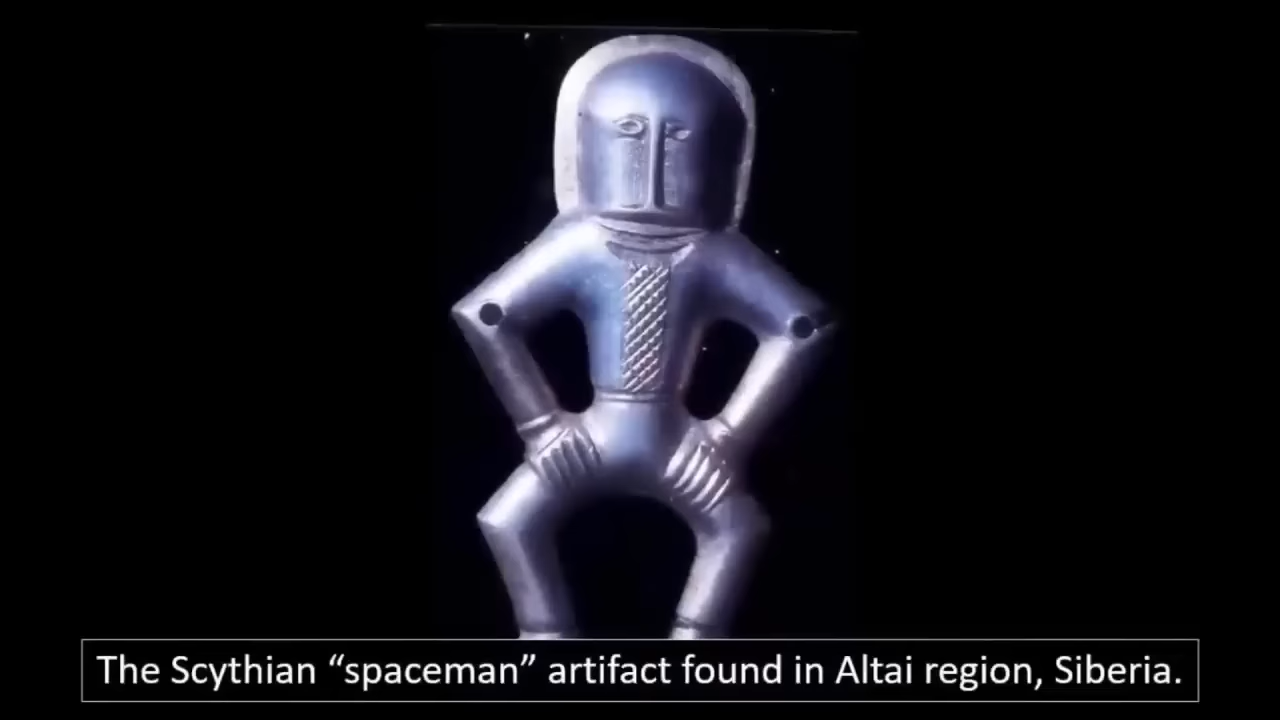 The Scythian “spaceman” artifact found in Altai region, Siberia.